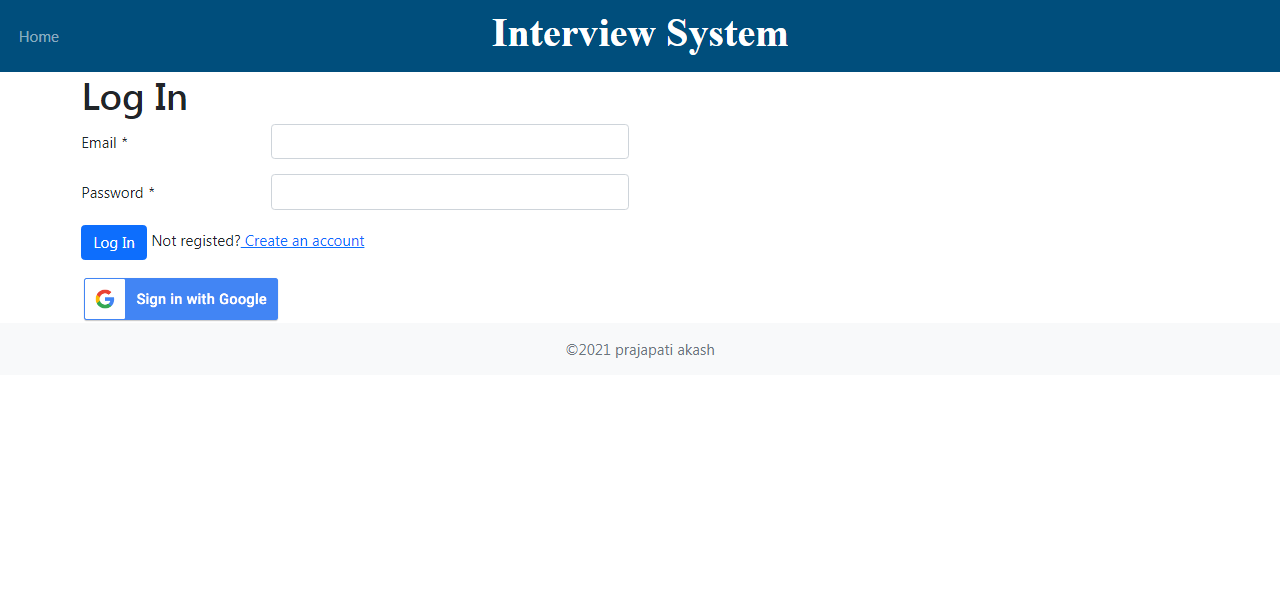 Home
Interview System
Log In
Email *
Password *
Log In Not registed? Create an account
Sign in with Google
©2021 prajapati akash